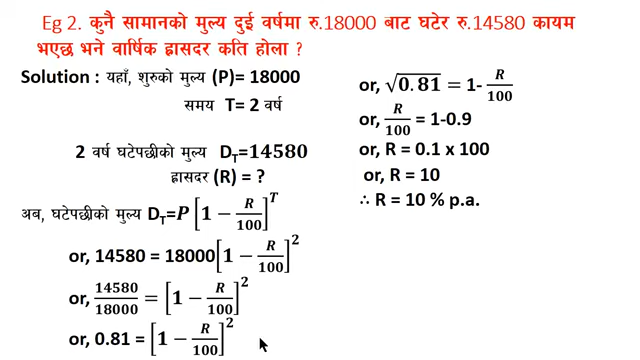 Eg 2. कुनै सामानको मुल्य दुई वर्षमा रु.18000 बाट घटेर रु.14580 कायम
भएछ भने वार्षिक ह्रासदर कति होला ?
Solution : यहाँ, शुरुको मुल्य (P)= 18000
समय T= 2 वर्ष
2 वर्ष घटेपछीको मुल्य D_T=14580
ह्रासदर (R) = ?
अब, घटेपछीको मुल्य D_T=P[1 − R/100]^T
or, 14580 = 18000[1 − R/100]^2
or, 14580/18000 = [1 − R/100]^2
or, 0.81 = [1 − R/100]^2
or, √0.81 = 1- R/100
or, R/100 = 1-0.9
or, R = 0.1 x 100
or, R = 10
∴ R = 10 % p.a.